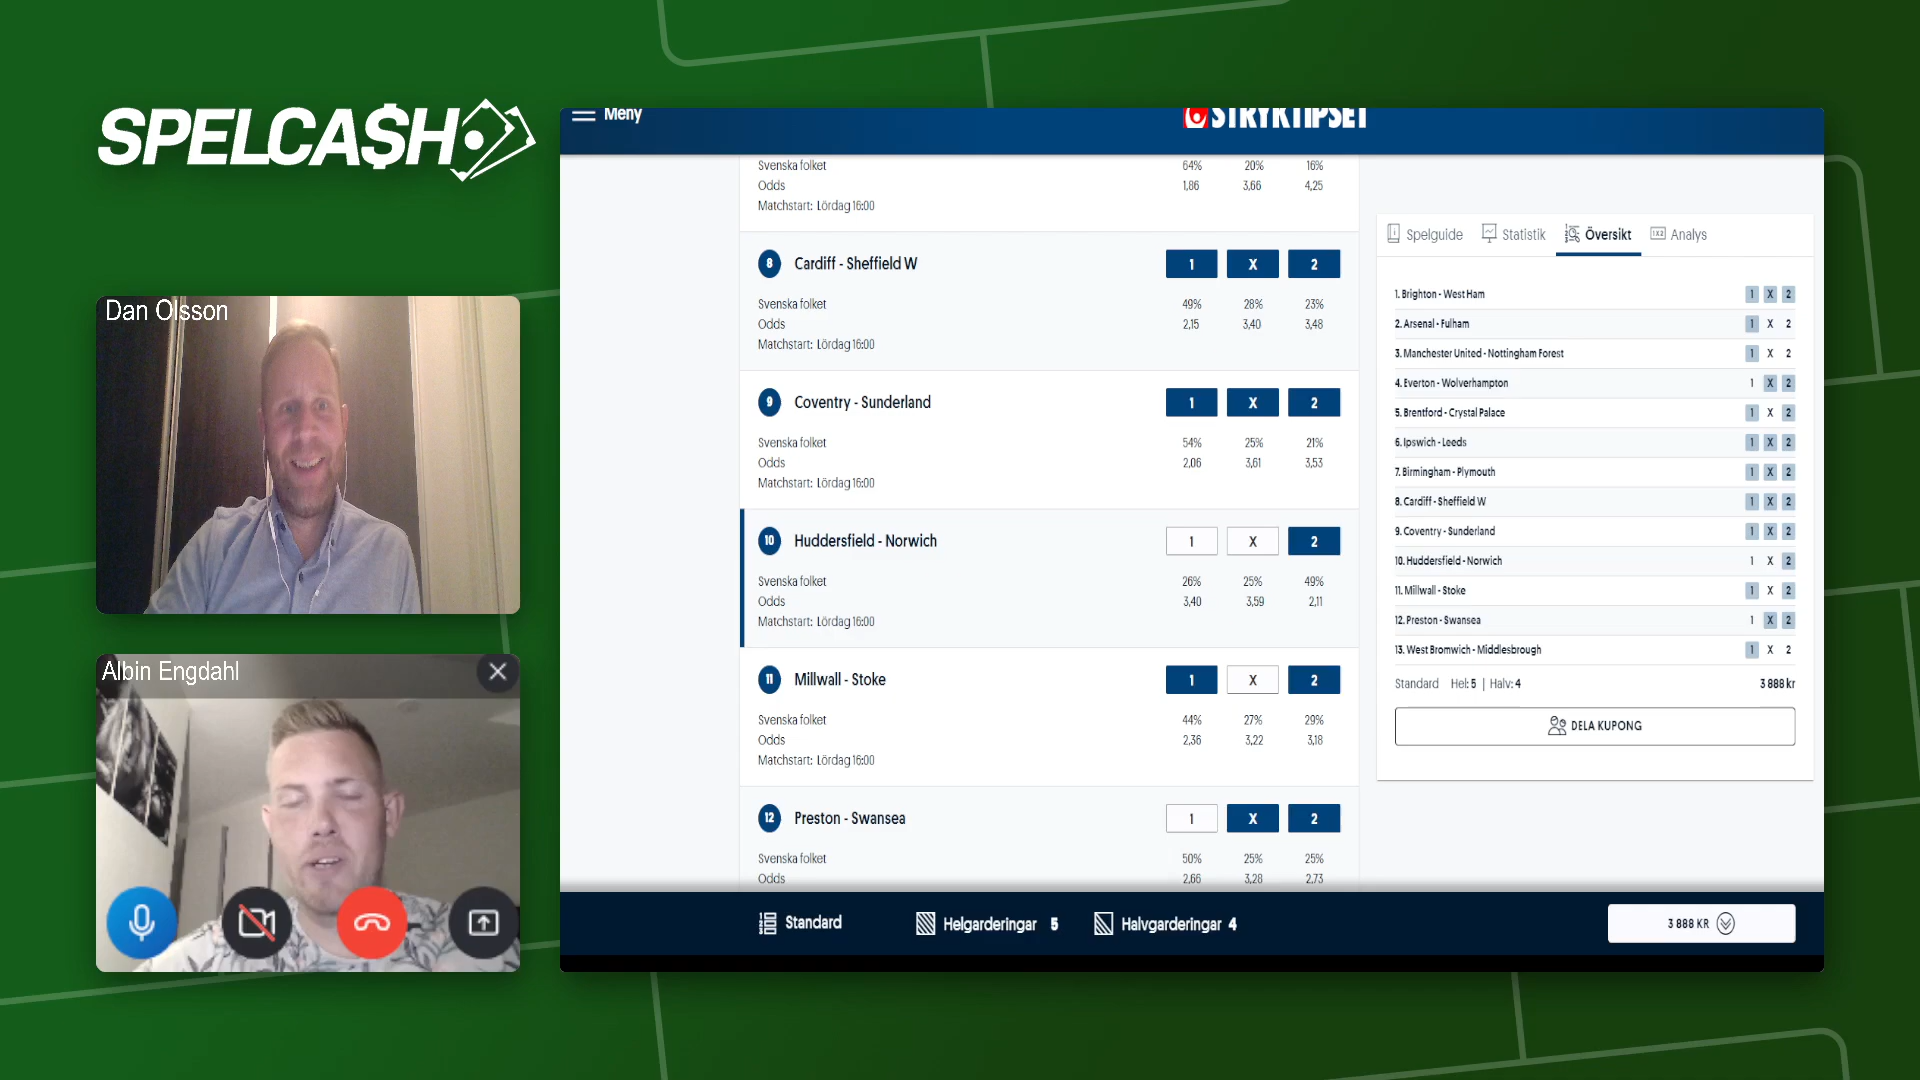 SPELCA$H
Dan Olsson
Albin Engdahl
Meny
STRYKTIPSET
Svenska folket 64% 20% 16%
Odds 1,86 3,66 4,25
Matchstart: Lördag 16:00
8 Cardiff - Sheffield W 1 X 2
Svenska folket 49% 28% 23%
Odds 2,15 3,40 3,48
Matchstart: Lördag 16:00
9 Coventry - Sunderland 1 X 2
Svenska folket 54% 25% 21%
Odds 2,06 3,61 3,53
Matchstart: Lördag 16:00
10 Huddersfield - Norwich 1 X 2
Svenska folket 26% 25% 49%
Odds 3,40 3,59 2,11
Matchstart: Lördag 16:00
11 Millwall - Stoke 1 X 2
Svenska folket 44% 27% 29%
Odds 2,36 3,22 3,18
Matchstart: Lördag 16:00
12 Preston - Swansea 1 X 2
Svenska folket 50% 25% 25%
Odds 2,66 3,28 2,73
Spelguide Statistik Översikt Analys
1. Brighton - West Ham 1 X 2
2. Arsenal - Fulham 1 X 2
3. Manchester United - Nottingham Forest 1 X 2
4. Everton - Wolverhampton 1 X 2
5. Brentford - Crystal Palace 1 X 2
6. Ipswich - Leeds 1 X 2
7. Birmingham - Plymouth 1 X 2
8. Cardiff - Sheffield W 1 X 2
9. Coventry - Sunderland 1 X 2
10. Huddersfield - Norwich 1 X 2
11. Millwall - Stoke 1 X 2
12. Preston - Swansea 1 X 2
13. West Bromwich - Middlesbrough 1 X 2
Standard Hel: 5 | Halv: 4 3 888 kr
DELA KUPONG
Standard Helgarderingar 5 Halvgarderingar 4 3 888 KR